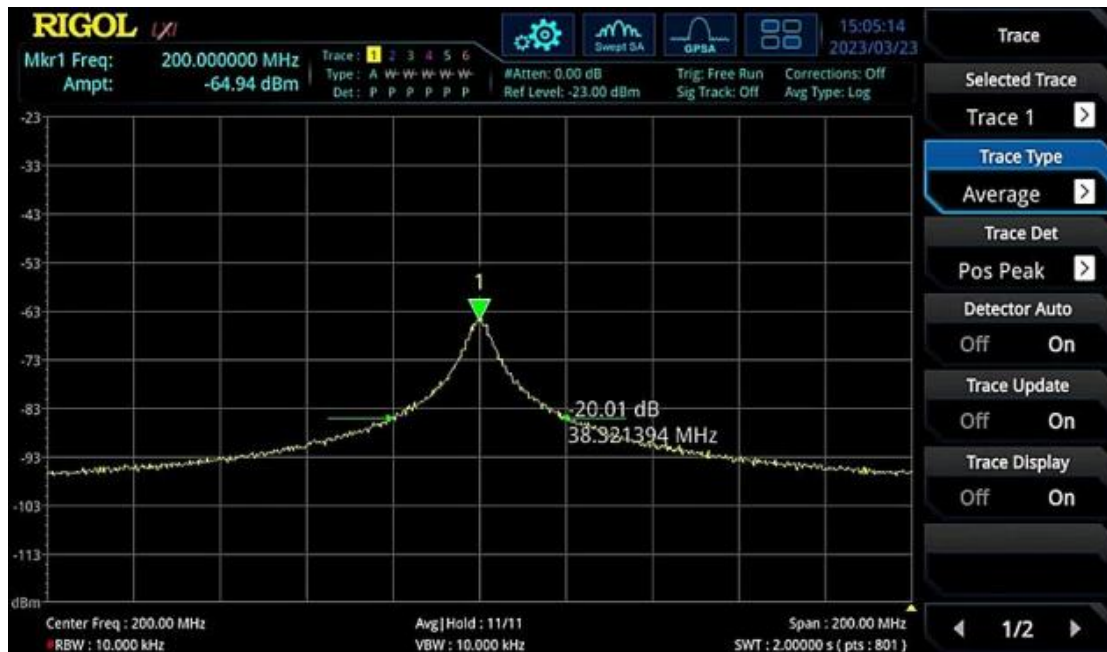 RIGOL LXI
15:05:14
2023/03/23
Swept SA
GPSA
Mkr1 Freq: 200.000000 MHz
Ampt: -64.94 dBm
Trace : 1 2 3 4 5 6
Type : A W W W W W
Det : P P P P P P
#Atten: 0.00 dB
Ref Level: -23.00 dBm
Trig: Free Run
Sig Track: Off
Corrections: Off
Avg Type: Log
-23
-33
-43
-53
-63
-73
-83
-93
-103
-113
dBm
1
-20.01 dB
38.321394 MHz
Center Freq : 200.00 MHz
Avg|Hold : 11/11
Span : 200.00 MHz
RBW : 10.000 kHz
VBW : 10.000 kHz
SWT : 2.00000 s ( pts : 801 )
Trace
Selected Trace
Trace 1
Trace Type
Average
Trace Det
Pos Peak
Detector Auto
Off On
Trace Update
Off On
Trace Display
Off On
1/2